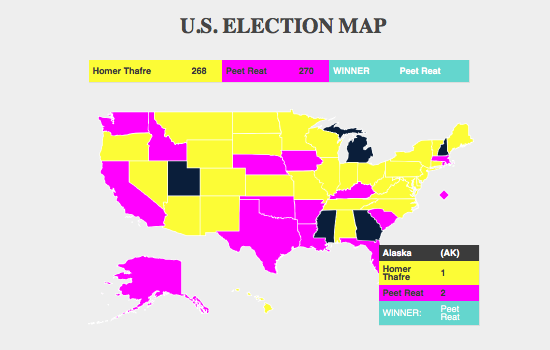 U.S. ELECTION MAP
Homer Thafre 268 Peet Reat 270 WINNER Peet Reat
Alaska (AK)
Homer
Thafre 1
Peet Reat 2
WINNER: Peet
Reat